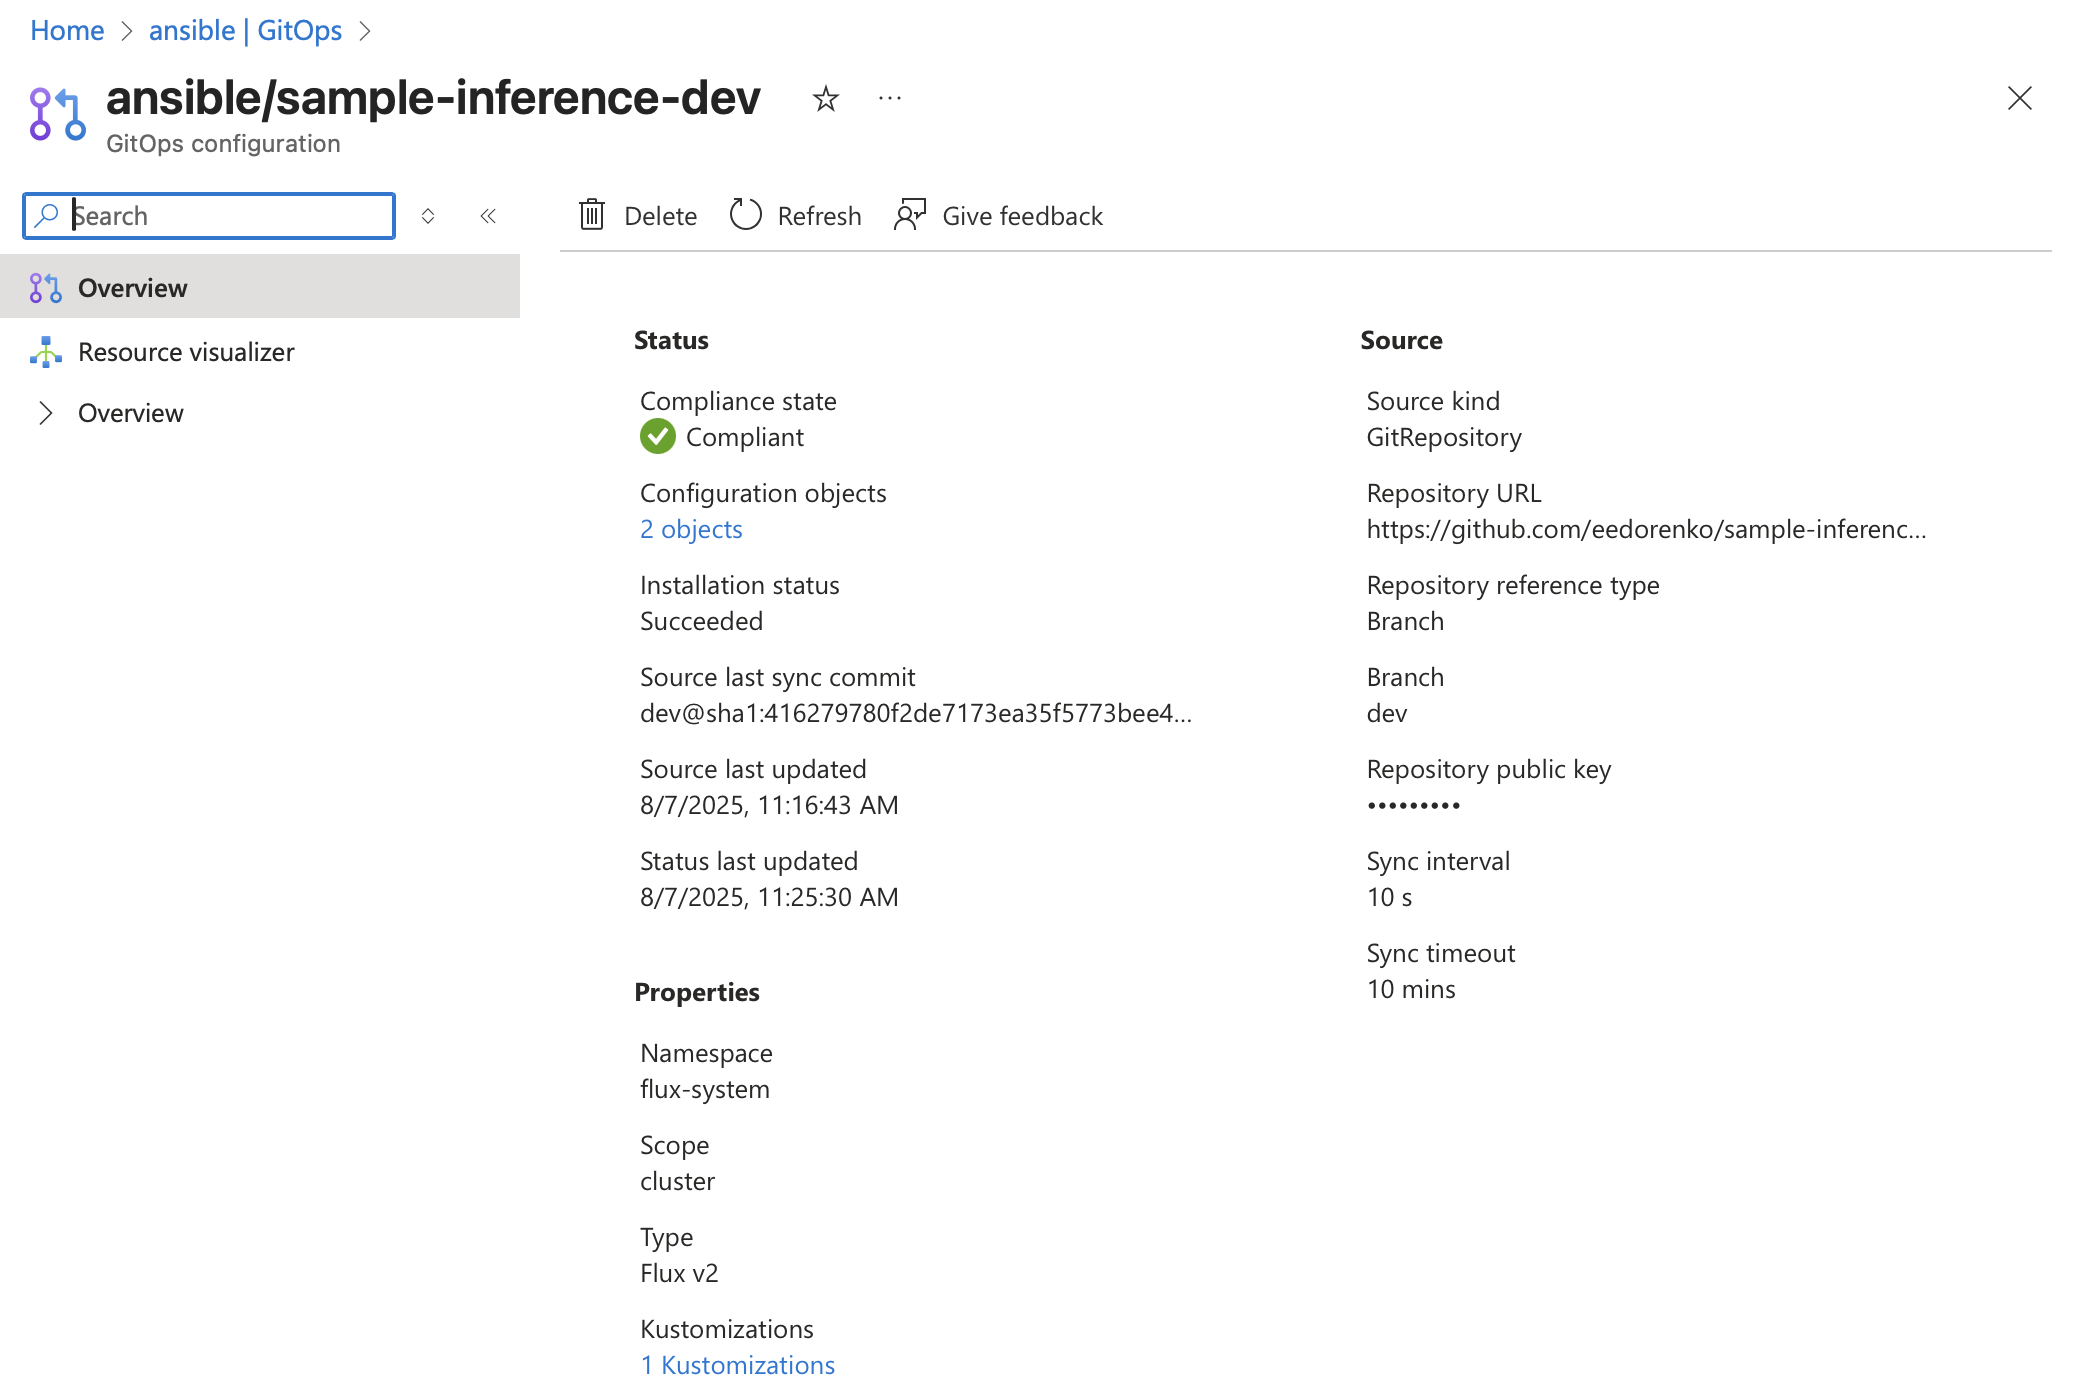 Home > ansible | GitOps >
ansible/sample-inference-dev
GitOps configuration
Search
Delete
Refresh
Give feedback
Overview
Resource visualizer
Overview
Status
Compliance state
Compliant
Configuration objects
2 objects
Installation status
Succeeded
Source last sync commit
dev@sha1:416279780f2de7173ea35f5773bee4...
Source last updated
8/7/2025, 11:16:43 AM
Status last updated
8/7/2025, 11:25:30 AM
Properties
Namespace
flux-system
Scope
cluster
Type
Flux v2
Kustomizations
1 Kustomizations
Source
Source kind
GitRepository
Repository URL
https://github.com/eedorenko/sample-inferenc...
Repository reference type
Branch
Branch
dev
Repository public key
•••••••••
Sync interval
10 s
Sync timeout
10 mins